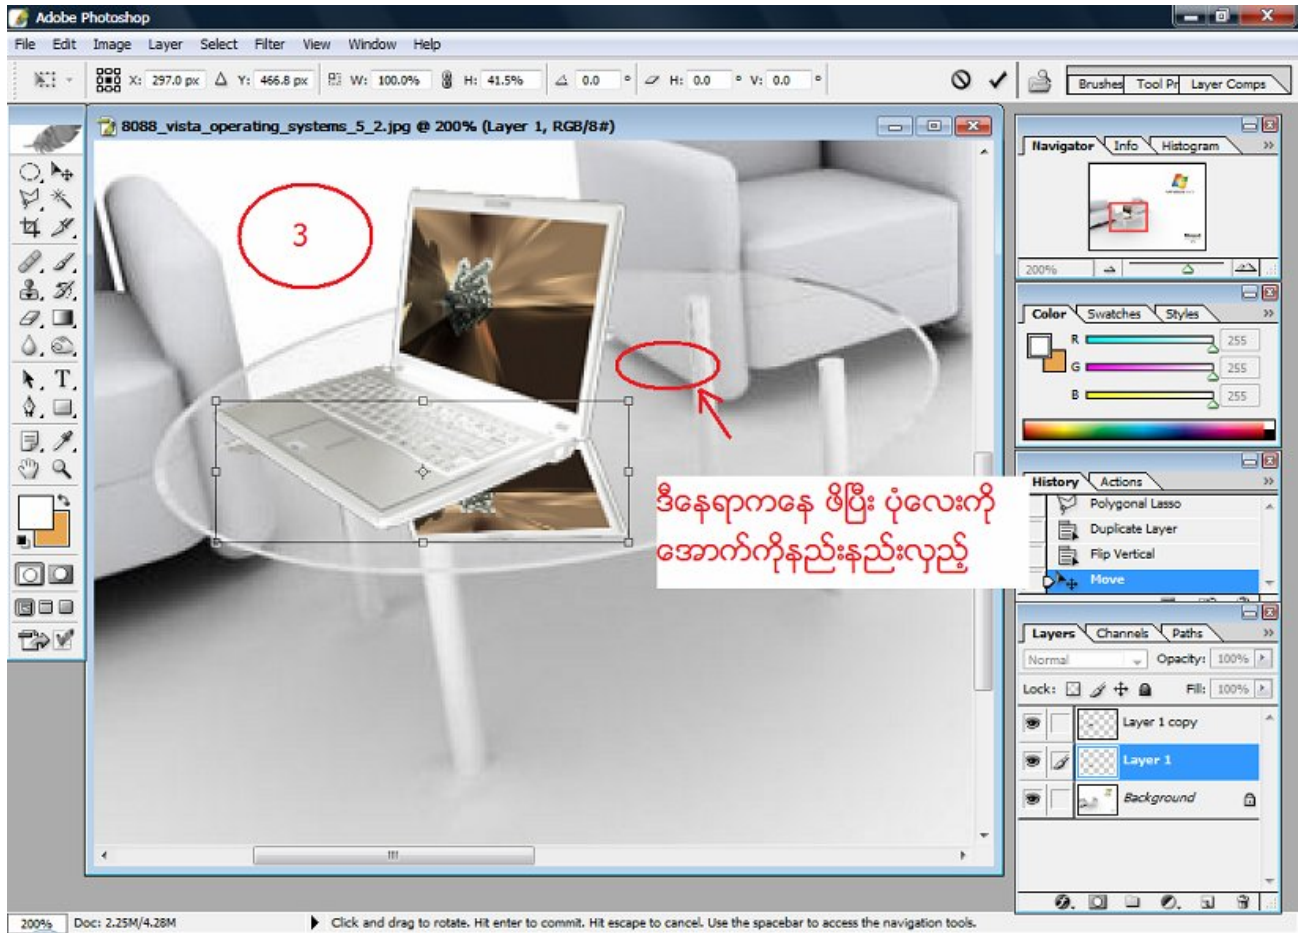 Adobe Photoshop
File Edit Image Layer Select Filter View Window Help
X: 297.0 px Y: 466.8 px W: 100.0% H: 41.5% 0.0 ° H: 0.0 ° V: 0.0 °
Brushes Tool Pr Layer Comps
8088_vista_operating_systems_5_2.jpg @ 200% (Layer 1, RGB/8#)
Navigator Info Histogram
200%
3
Color Swatches Styles
R 255
G 255
B 255
History Actions
Polygonal Lasso
Duplicate Layer
Flip Vertical
Move
ဒီနေရာကနေ ဖိပြီး ပုံလေးကို
အောက်ကိုနည်းနည်းလှည့်
Layers Channels Paths
Normal Opacity: 100%
Lock: Fill: 100%
Layer 1 copy
Layer 1
Background
200% Doc: 2.25M/4.28M Click and drag to rotate. Hit enter to commit. Hit escape to cancel. Use the spacebar to access the navigation tools.